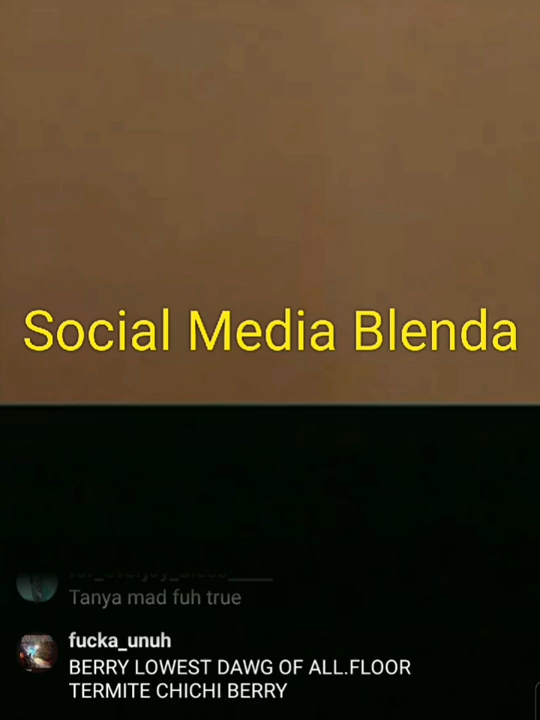 Social Media Blenda
Tanya mad fuh true
fucka_unuh
BERRY LOWEST DAWG OF ALL.FLOOR
TERMITE CHICHI BERRY